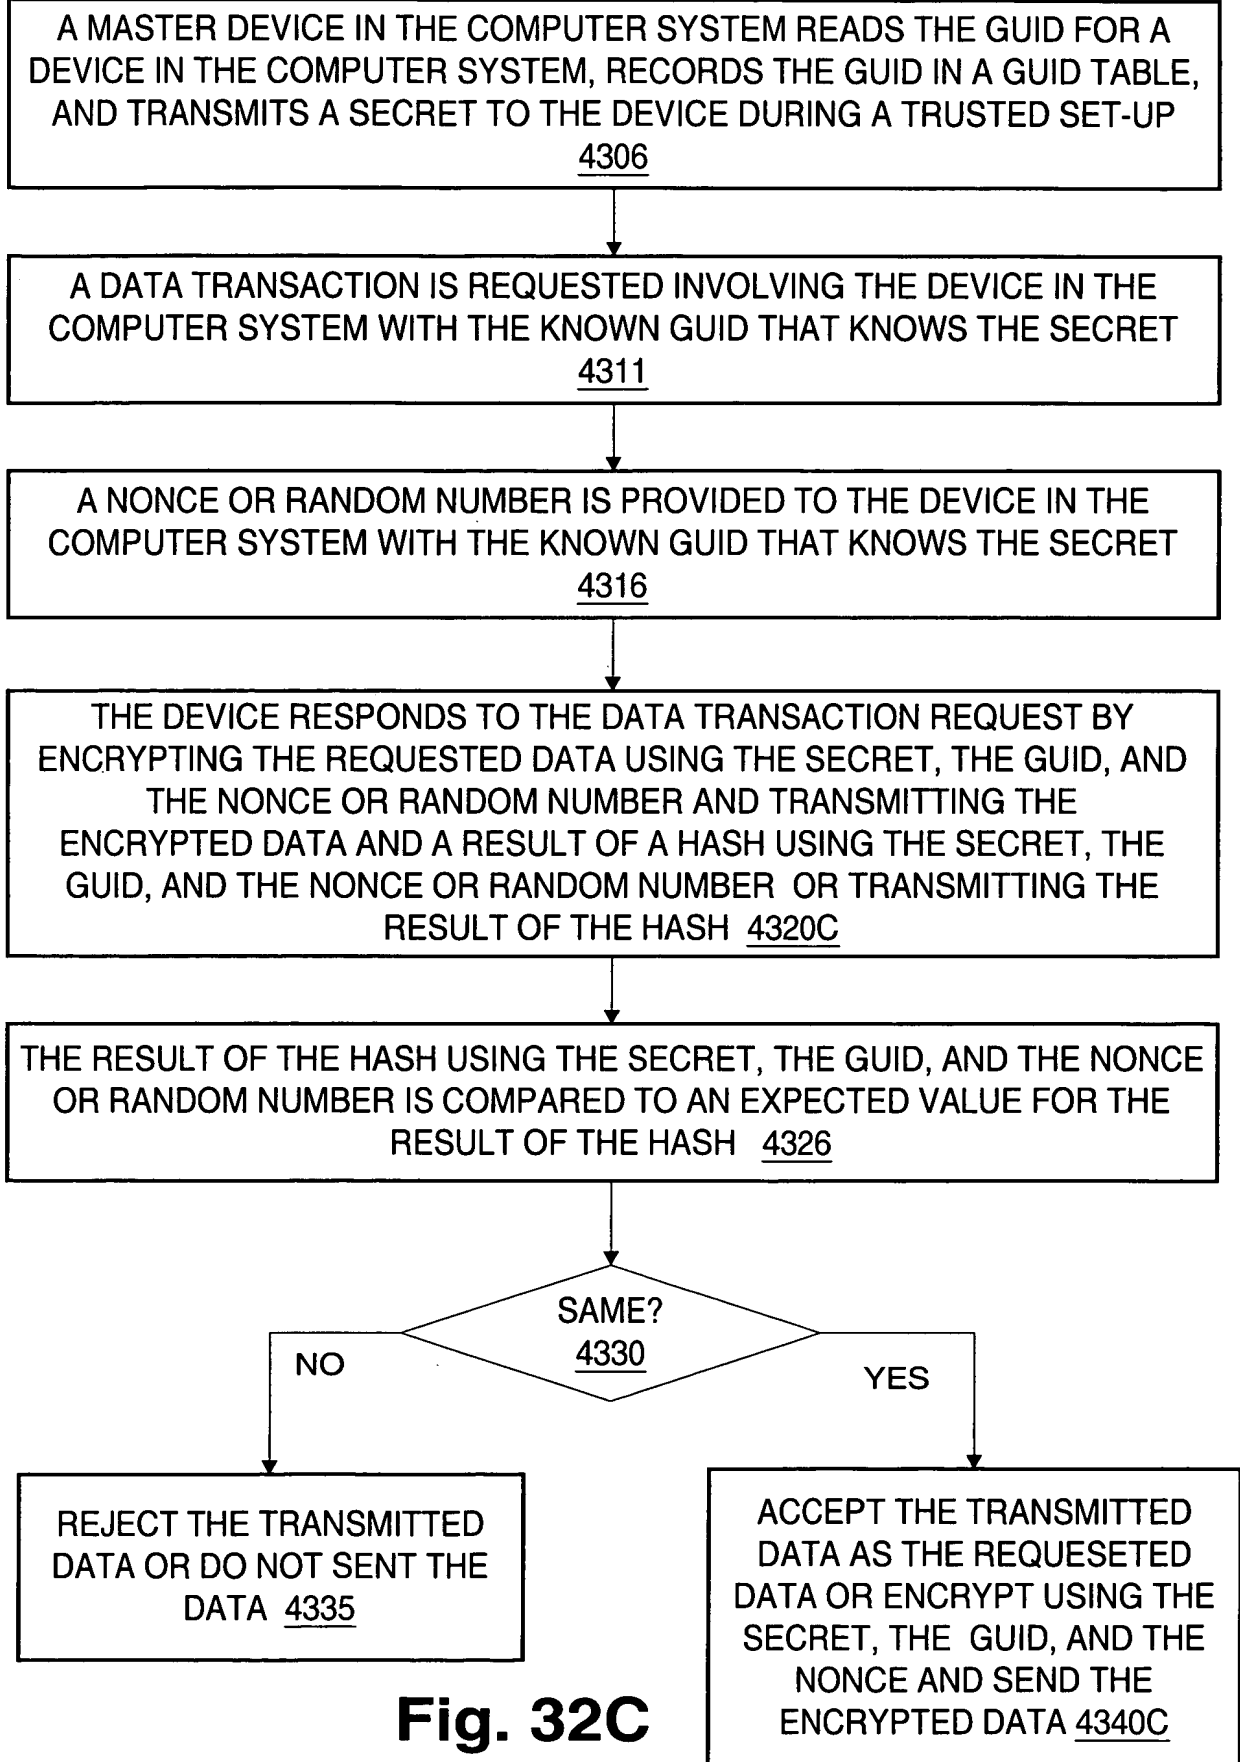 A MASTER DEVICE IN THE COMPUTER SYSTEM READS THE GUID FOR A
DEVICE IN THE COMPUTER SYSTEM, RECORDS THE GUID IN A GUID TABLE,
AND TRANSMITS A SECRET TO THE DEVICE DURING A TRUSTED SET-UP
4306
A DATA TRANSACTION IS REQUESTED INVOLVING THE DEVICE IN THE
COMPUTER SYSTEM WITH THE KNOWN GUID THAT KNOWS THE SECRET
4311
A NONCE OR RANDOM NUMBER IS PROVIDED TO THE DEVICE IN THE
COMPUTER SYSTEM WITH THE KNOWN GUID THAT KNOWS THE SECRET
4316
THE DEVICE RESPONDS TO THE DATA TRANSACTION REQUEST BY
ENCRYPTING THE REQUESTED DATA USING THE SECRET, THE GUID, AND
THE NONCE OR RANDOM NUMBER AND TRANSMITTING THE
ENCRYPTED DATA AND A RESULT OF A HASH USING THE SECRET, THE
GUID, AND THE NONCE OR RANDOM NUMBER OR TRANSMITTING THE
RESULT OF THE HASH 4320C
THE RESULT OF THE HASH USING THE SECRET, THE GUID, AND THE NONCE
OR RANDOM NUMBER IS COMPARED TO AN EXPECTED VALUE FOR THE
RESULT OF THE HASH 4326
SAME?
4330
NO
YES
REJECT THE TRANSMITTED
DATA OR DO NOT SENT THE
DATA 4335
ACCEPT THE TRANSMITTED
DATA AS THE REQUESETED
DATA OR ENCRYPT USING THE
SECRET, THE GUID, AND THE
NONCE AND SEND THE
ENCRYPTED DATA 4340C
Fig. 32C